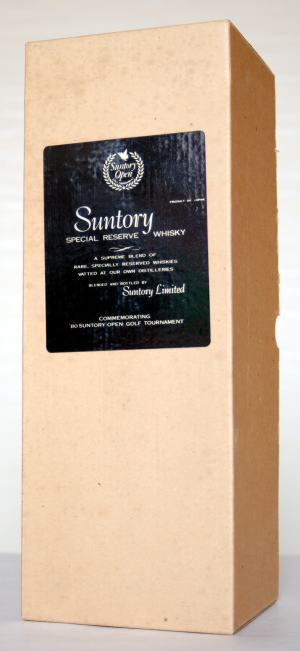 Suntory
Open
PRODUCT OF JAPAN
Suntory
SPECIAL RESERVE WHISKY
A SUPREME BLEND OF
RARE, SPECIALLY RESERVED WHISKIES
VATTED AT OUR OWN DISTILLERIES
BLENDED AND BOTTLED BY
Suntory Limited
COMMEMORATING
'80 SUNTORY OPEN GOLF TOURNAMENT